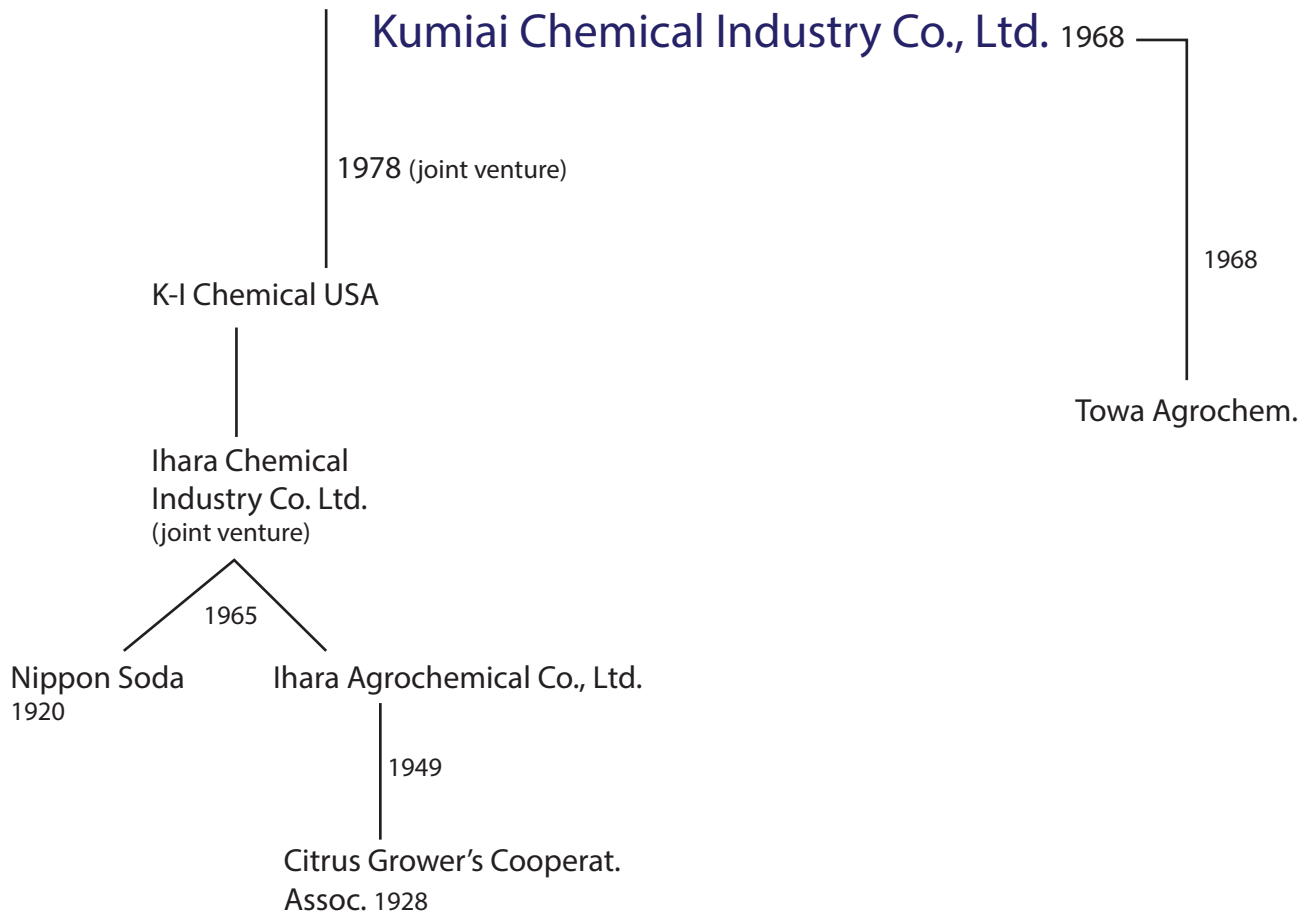 Kumiai Chemical Industry Co., Ltd. 1968
1978 (joint venture)
1968
K-I Chemical USA
Towa Agrochem.
Ihara Chemical
Industry Co. Ltd.
(joint venture)
1965
Nippon Soda
1920
Ihara Agrochemical Co., Ltd.
1949
Citrus Grower’s Cooperat.
Assoc. 1928